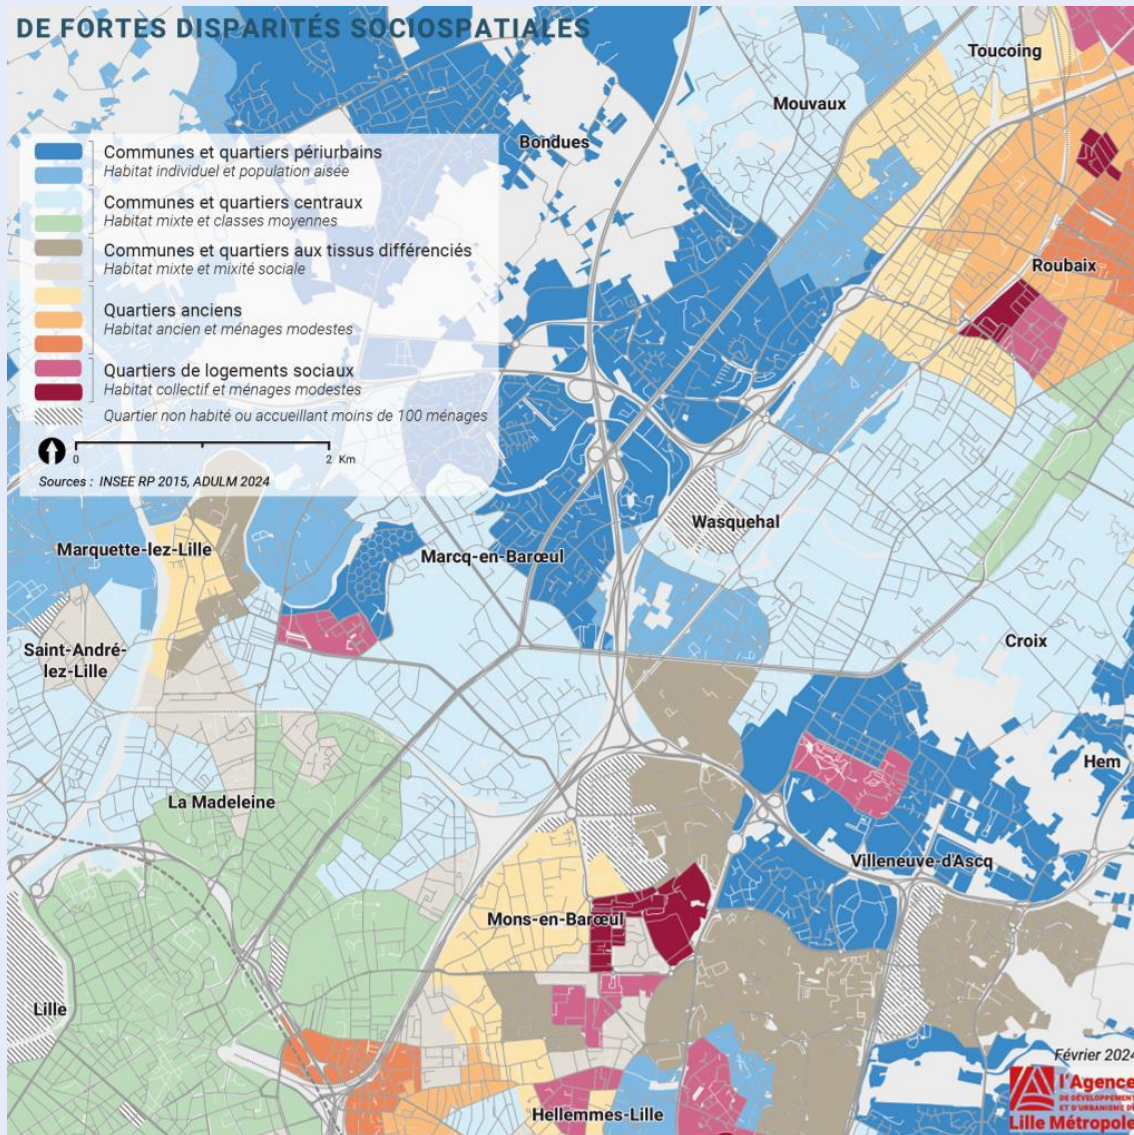 DE FORTES DISPARITÉS SOCIOSPATIALES
Toucoing
Mouvaux
Bondues
Communes et quartiers périurbains
Habitat individuel et population aisée
Communes et quartiers centraux
Habitat mixte et classes moyennes
Communes et quartiers aux tissus différenciés
Habitat mixte et mixité sociale
Quartiers anciens
Habitat ancien et ménages modestes
Quartiers de logements sociaux
Habitat collectif et ménages modestes
Quartier non habité ou accueillant moins de 100 ménages
0 2 Km
Sources : INSEE RP 2015, ADULM 2024
Roubaix
Wasquehal
Marquette-lez-Lille
Marcq-en-Barœul
Saint-André-
lez-Lille
Croix
Hem
La Madeleine
Villeneuve-d'Ascq
Mons-en-Barœul
Lille
Hellemmes-Lille
Février 2024
l'Agence
DE DÉVELOPPEMENT
ET D'URBANISME DE
Lille Métropole